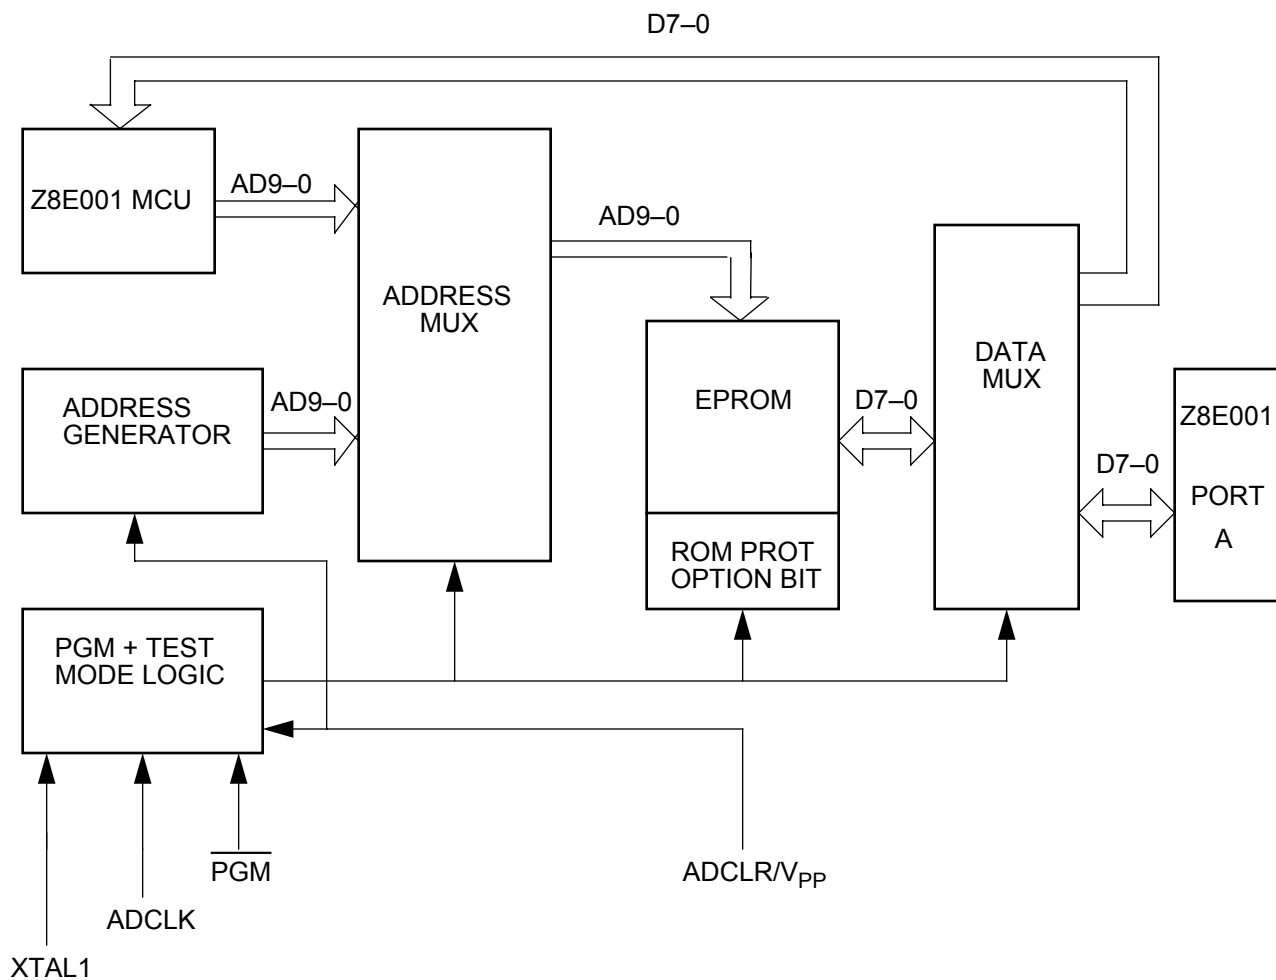 D7–0
Z8E001 MCU
AD9–0
AD9–0
ADDRESS
MUX
DATA
MUX
ADDRESS
GENERATOR
AD9–0
EPROM
D7–0
Z8E001
PORT
A
D7–0
ROM PROT
OPTION BIT
PGM + TEST
MODE LOGIC
PGM
ADCLR/VPP
ADCLK
XTAL1